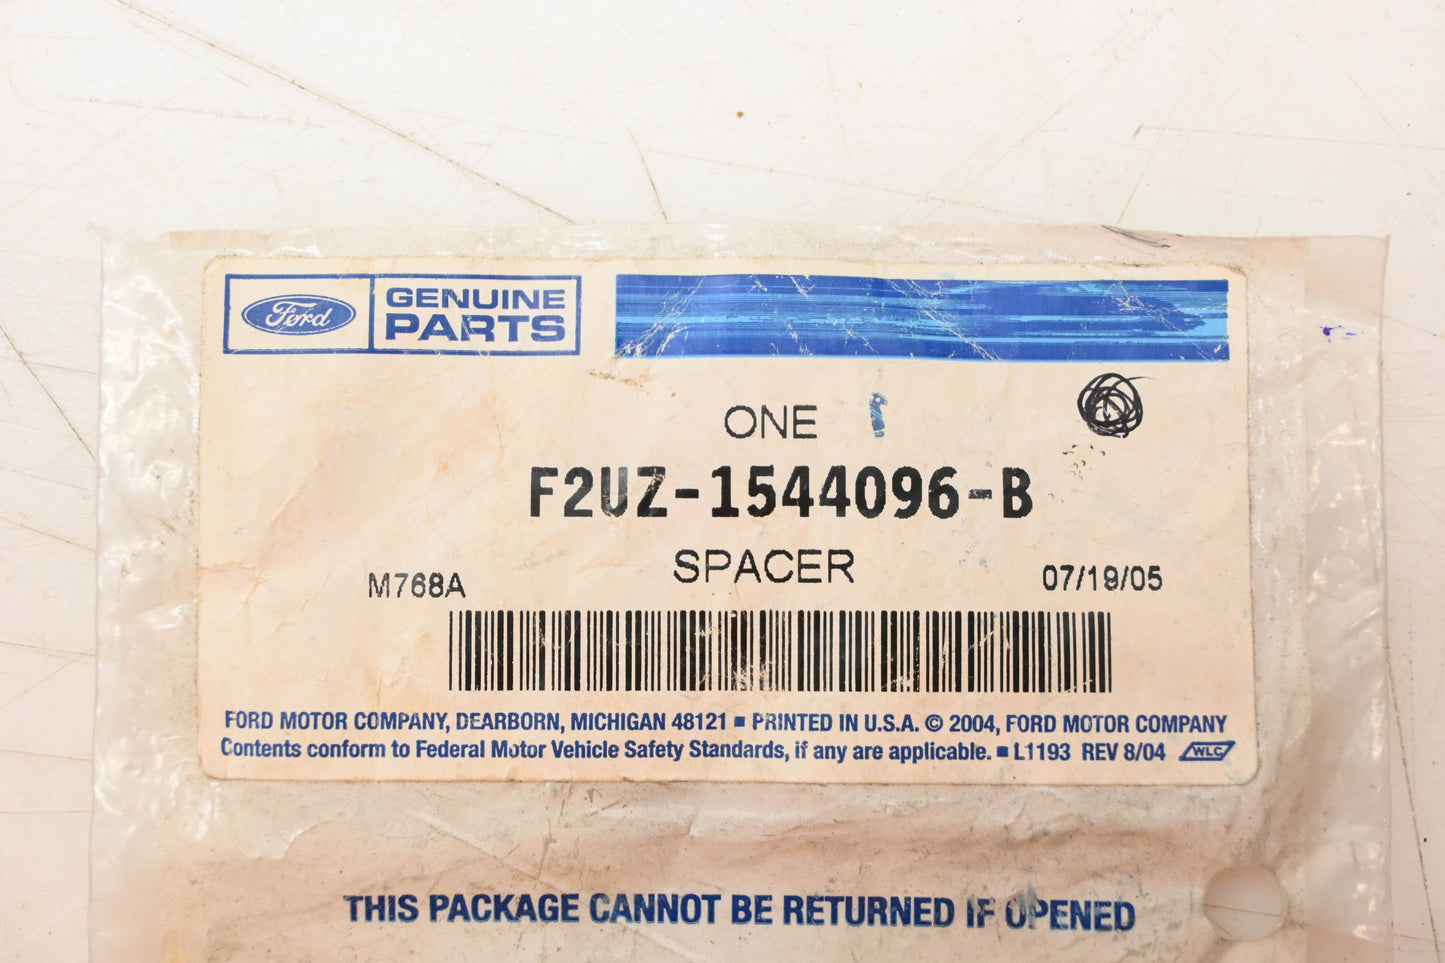 Ford GENUINE
PARTS
ONE
F2UZ-1544096-B
SPACER
M768A 07/19/05
FORD MOTOR COMPANY, DEARBORN, MICHIGAN 48121 ▪ PRINTED IN U.S.A. © 2004, FORD MOTOR COMPANY
Contents conform to Federal Motor Vehicle Safety Standards, if any are applicable. ▪ L1193 REV 8/04 WLC
THIS PACKAGE CANNOT BE RETURNED IF OPENED